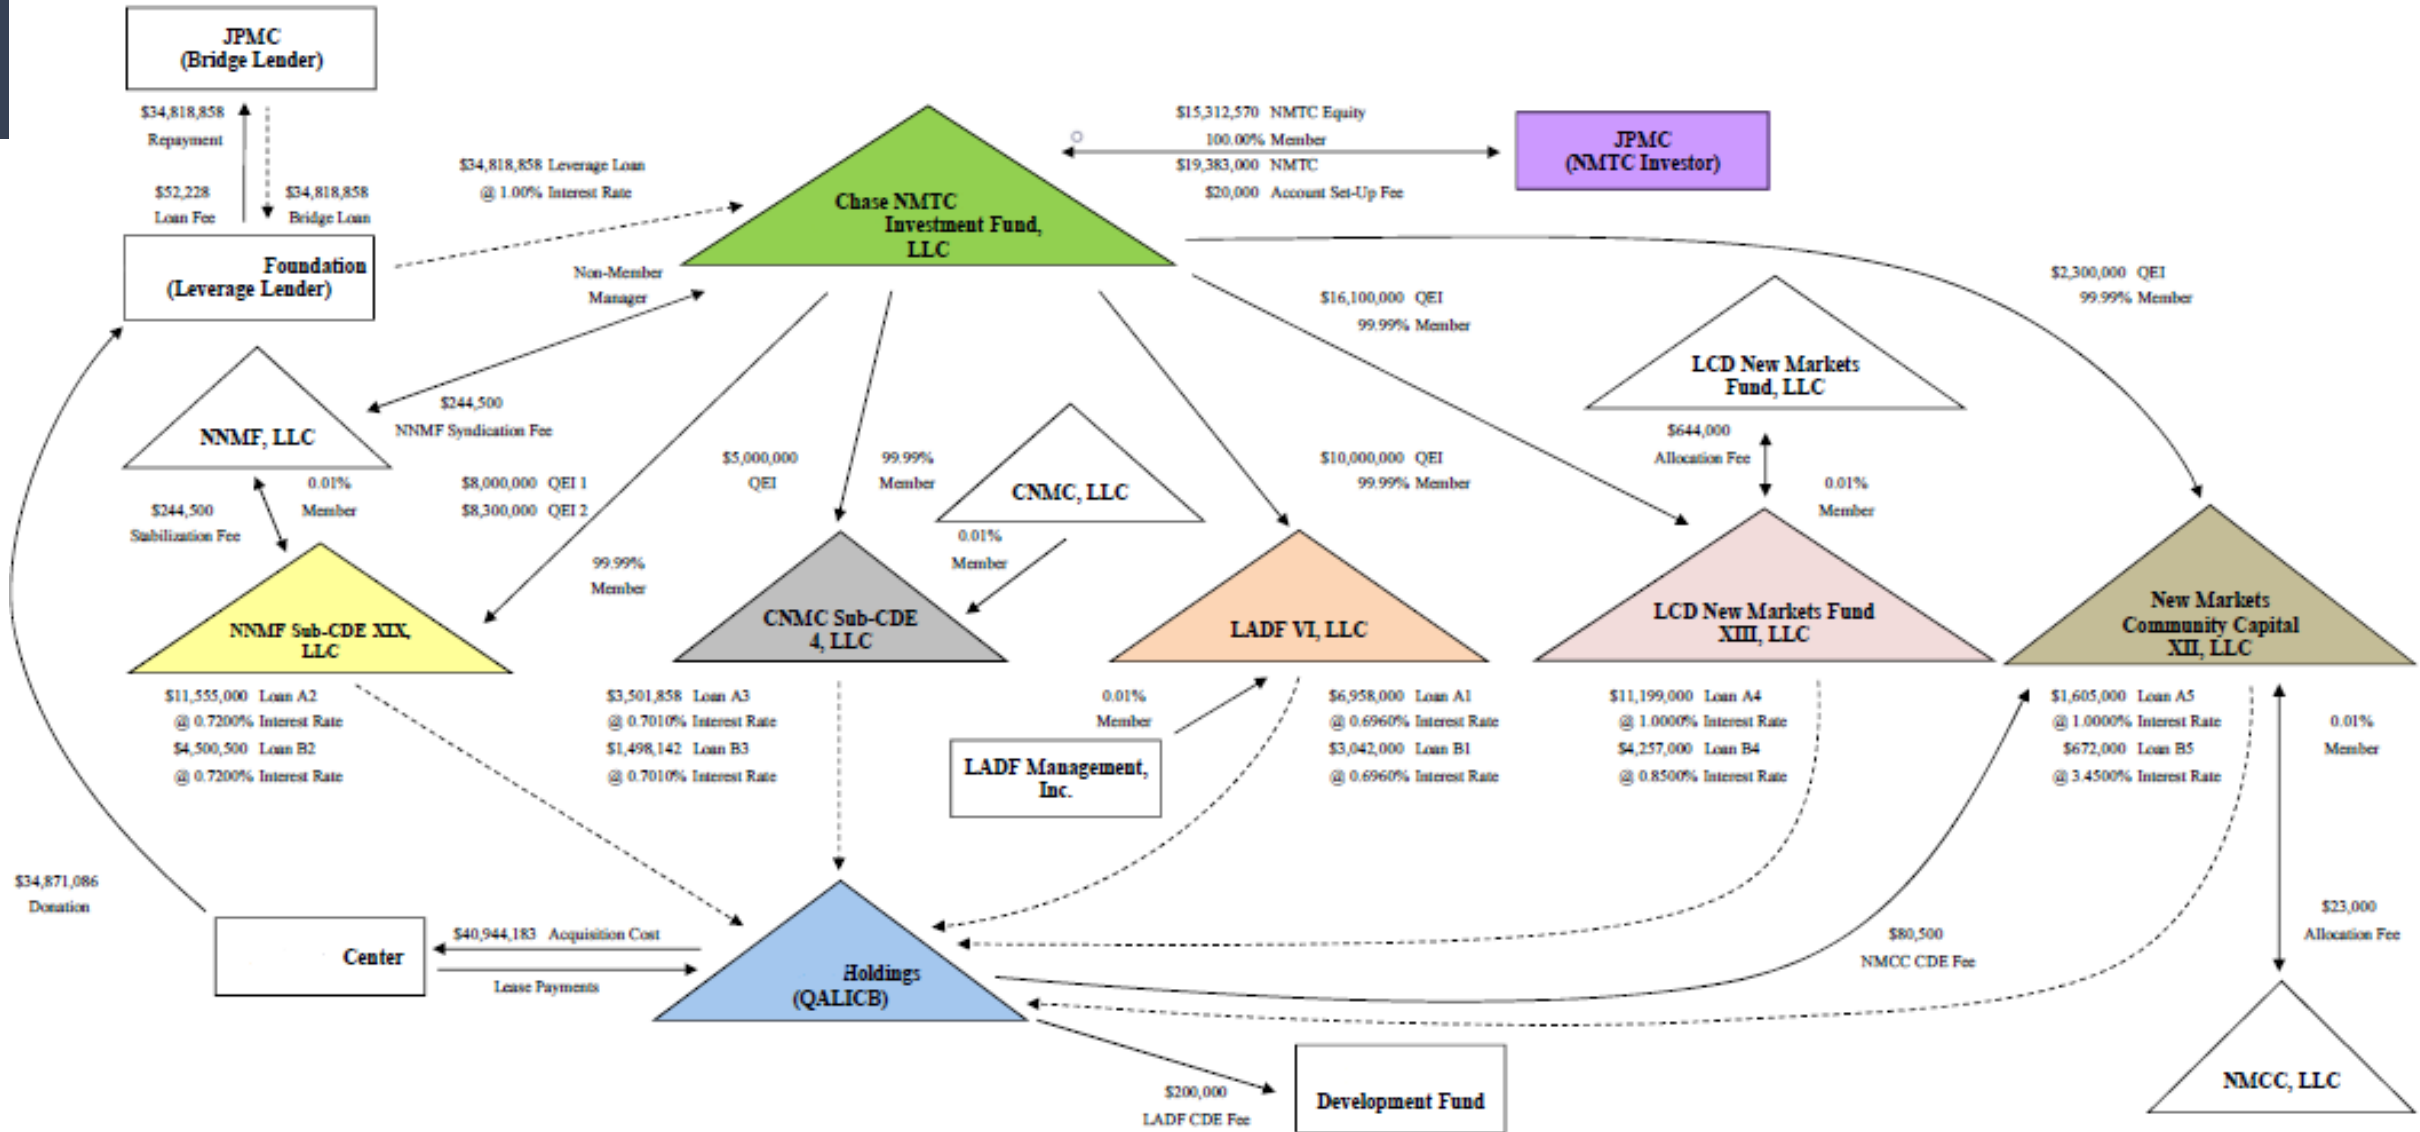 JPMC
(Bridge Lender)
$34,818,858
Repayment
$52,228
Loan Fee
$34,818,858
Bridge Loan
Foundation
(Leverage Lender)
$34,818,858 Leverage Loan
@ 1.00% Interest Rate
Chase NMTC
Investment Fund,
LLC
$15,312,570 NMTC Equity
100.00% Member
$19,383,000 NMTC
$20,000 Account Set-Up Fee
JPMC
(NMTC Investor)
Non-Member
Manager
$244,500
NNMF Syndication Fee
NNMF, LLC
$244,500
Stabilization Fee
0.01%
Member
$8,000,000 QEI 1
$8,300,000 QEI 2
99.99%
Member
$5,000,000
QEI
99.99%
Member
CNMC, LLC
0.01%
Member
$10,000,000 QEI
99.99% Member
$16,100,000 QEI
99.99% Member
LCD New Markets
Fund, LLC
$644,000
Allocation Fee
0.01%
Member
$2,300,000 QEI
99.99% Member
NNMF Sub-CDE XIX,
LLC
CNMC Sub-CDE
4, LLC
LADF VI, LLC
LCD New Markets Fund
XIII, LLC
New Markets
Community Capital
XII, LLC
$11,555,000 Loan A2
@ 0.7200% Interest Rate
$4,500,500 Loan B2
@ 0.7200% Interest Rate
$3,501,858 Loan A3
@ 0.7010% Interest Rate
$1,498,142 Loan B3
@ 0.7010% Interest Rate
0.01%
Member
LADF Management,
Inc.
$6,958,000 Loan A1
@ 0.6960% Interest Rate
$3,042,000 Loan B1
@ 0.6960% Interest Rate
$11,199,000 Loan A4
@ 1.0000% Interest Rate
$4,257,000 Loan B4
@ 0.8500% Interest Rate
$1,605,000 Loan A5
@ 1.0000% Interest Rate
$672,000 Loan B5
@ 3.4500% Interest Rate
0.01%
Member
$34,871,086
Donation
Center
$40,944,183 Acquisition Cost
Lease Payments
Holdings
(QALICB)
$80,500
NMCC CDE Fee
$23,000
Allocation Fee
NMCC, LLC
$200,000
LADF CDE Fee
Development Fund